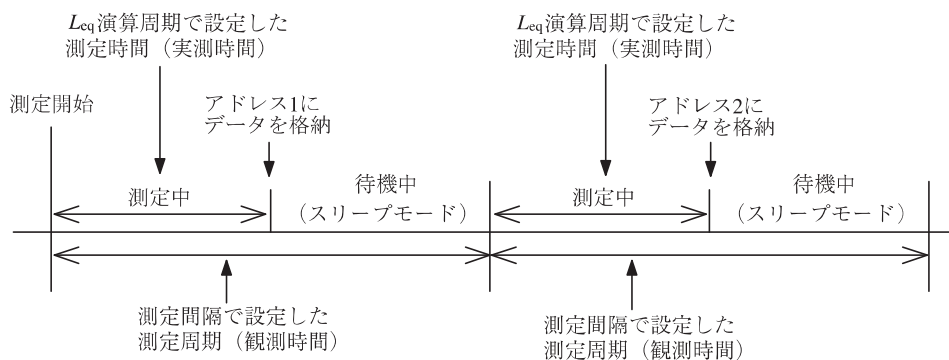 Leq演算周期で設定した
測定時間（実測時間）
Leq演算周期で設定した
測定時間（実測時間）
測定開始
アドレス1に
データを格納
アドレス2に
データを格納
測定中
待機中
（スリープモード）
測定中
待機中
（スリープモード）
測定間隔で設定した
測定周期（観測時間）
測定間隔で設定した
測定周期（観測時間）